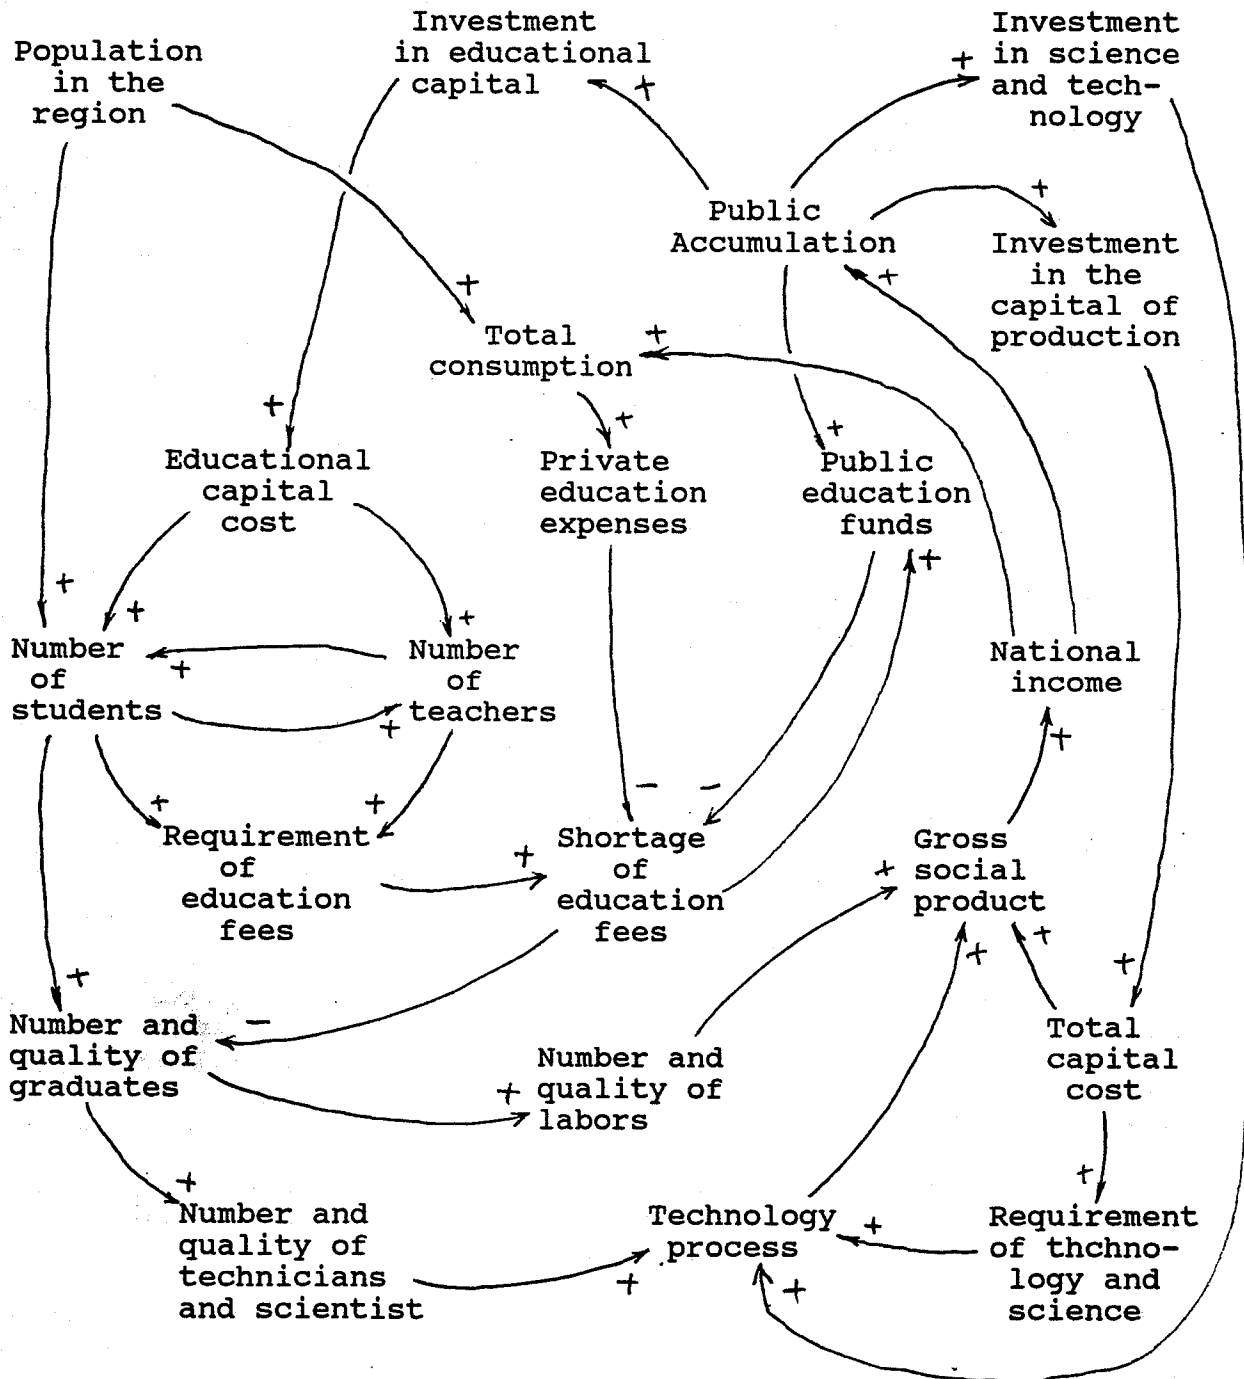 Population
in the
region
Investment
in educational
capital
+
+
Investment
in science
and tech-
nology
Public
Accumulation
+
+
Investment
in the
capital of
production
+
Total
consumption
+
+
Educational
capital
cost
+
Private
education
expenses
+
Public
education
funds
+
+
+
+
Number
of
students
+
Number
of
teachers
+
National
income
+
-
-
+
+
Requirement
of
education
fees
+
Shortage
of
education
fees
+
Gross
social
product
+
+
+
+
Number and
quality of
graduates
-
Number and
quality of
labors
+
Total
capital
cost
+
+
Number and
quality of
technicians
and scientist
+
Technology
process
+
+
Requirement
of thchno-
logy and
science